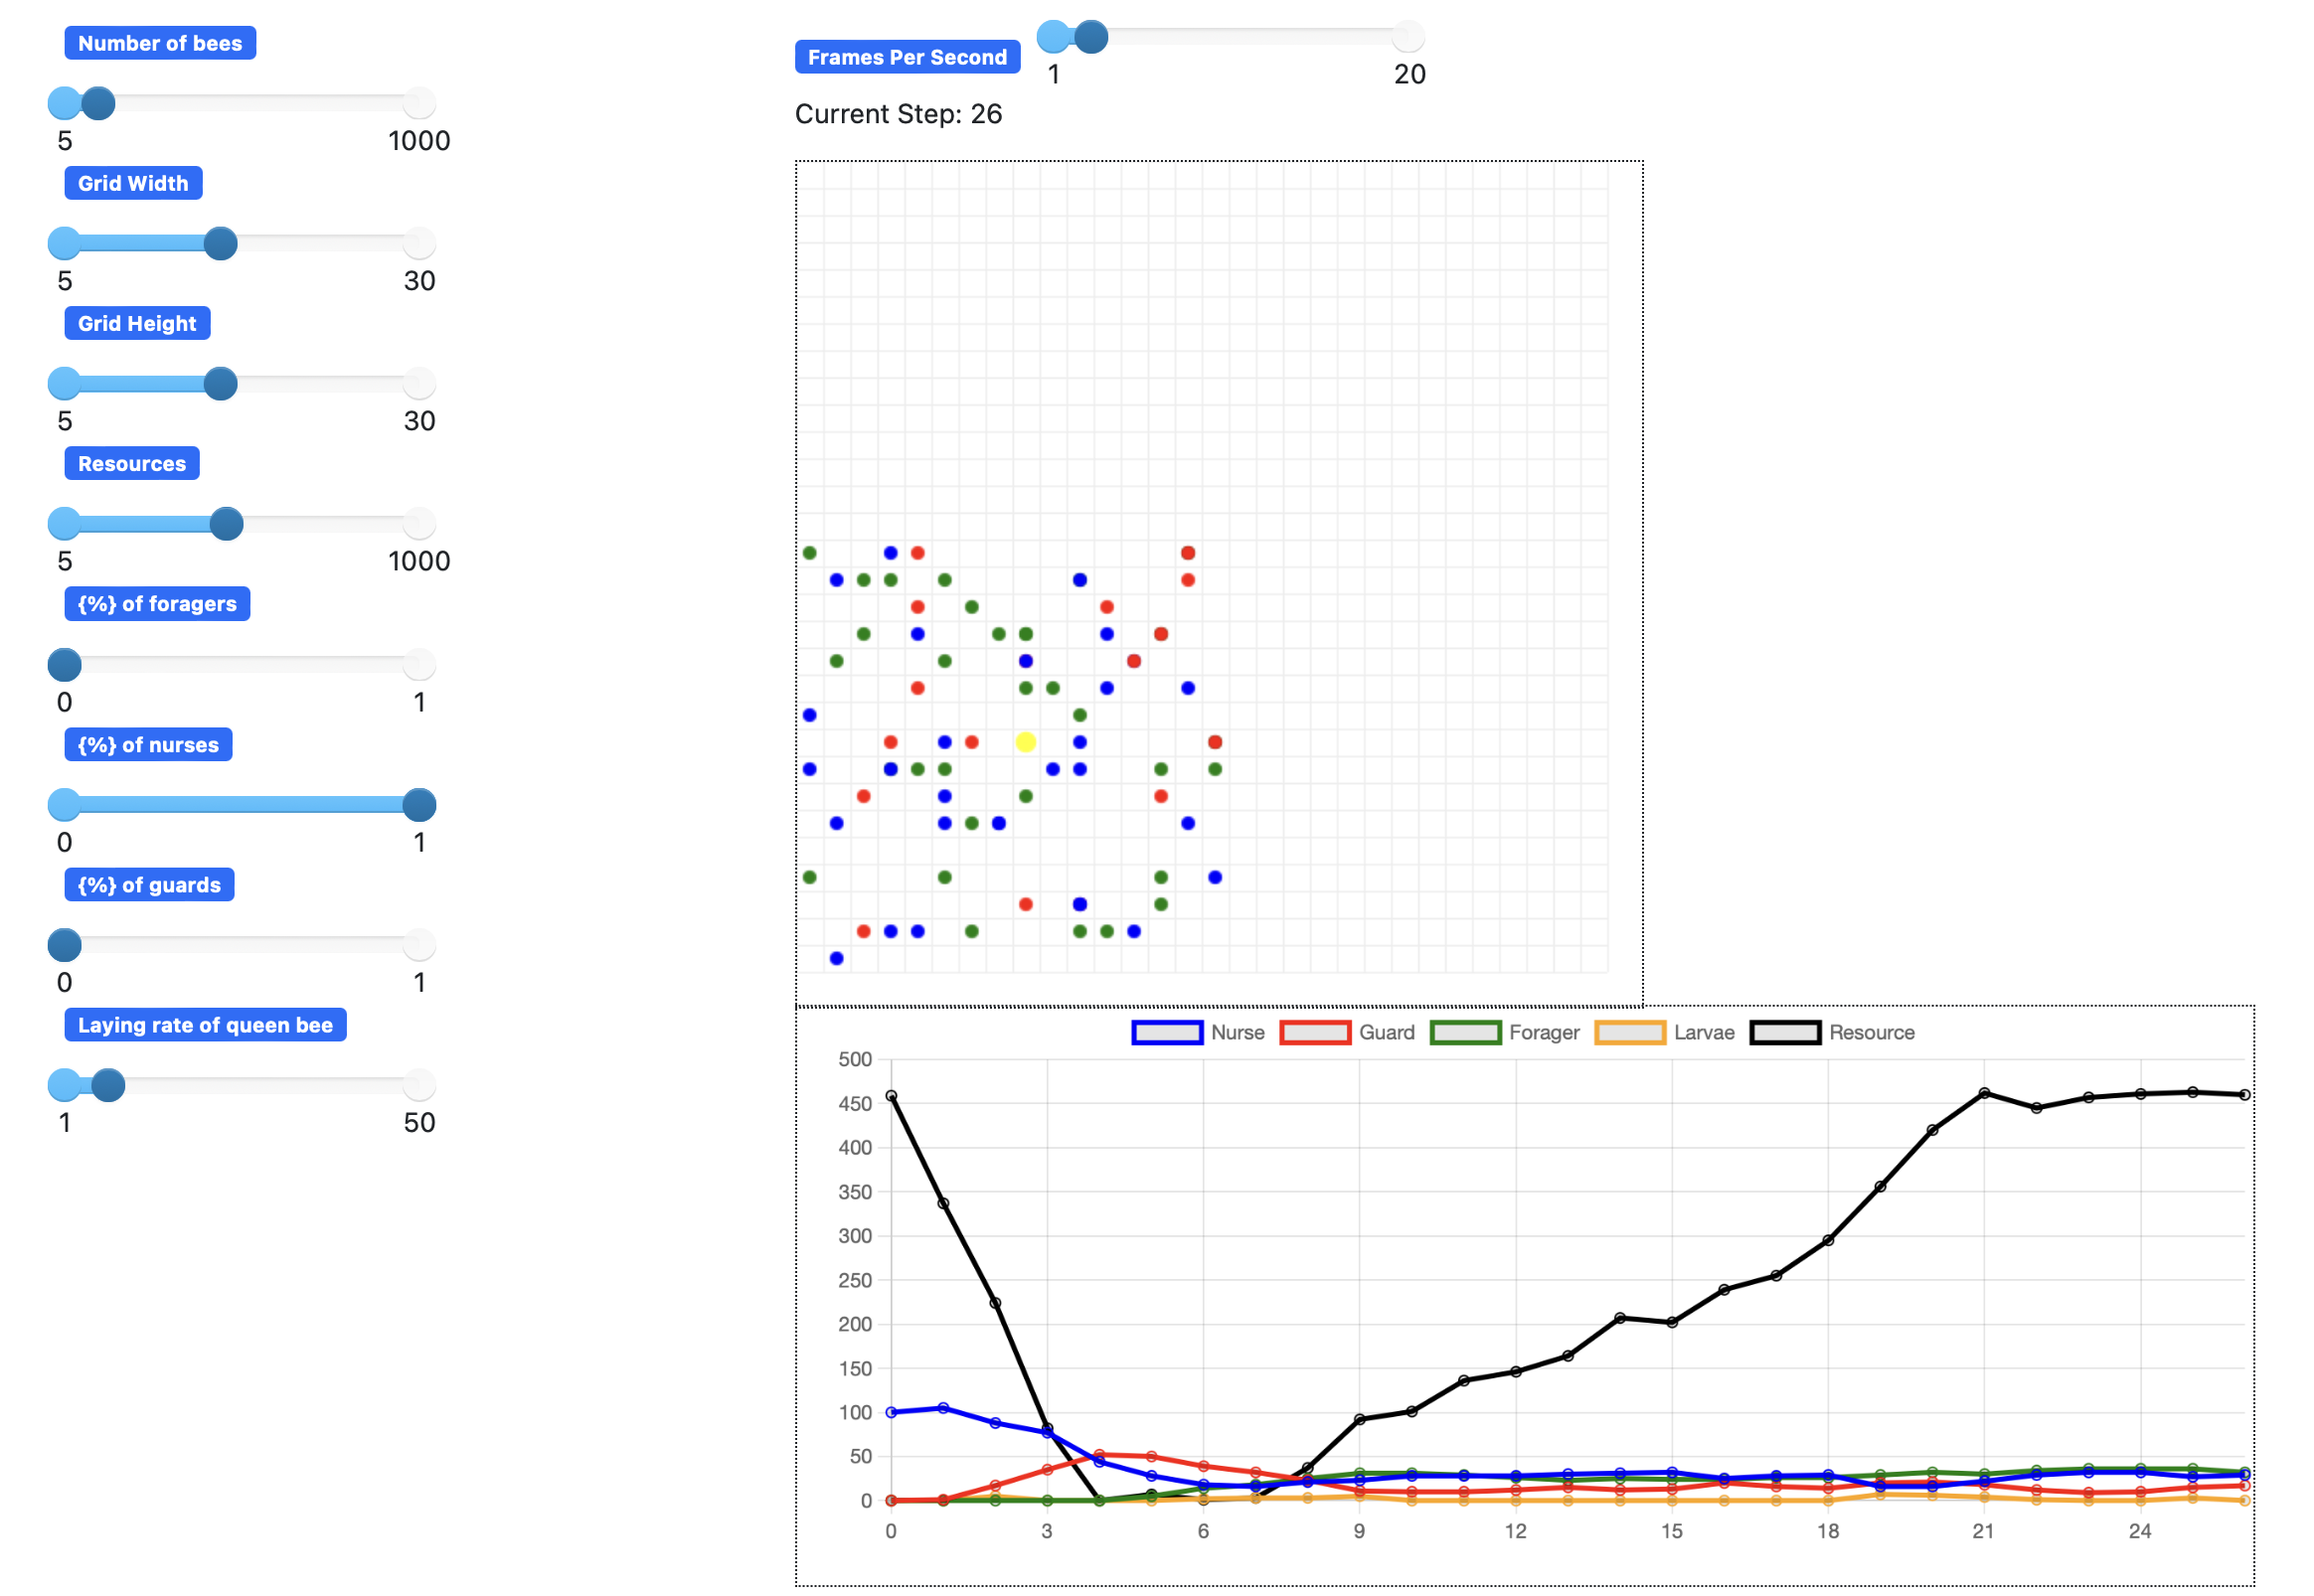 Number of bees
5 1000
Grid Width
5 30
Grid Height
5 30
Resources
5 1000
{%} of foragers
0 1
{%} of nurses
0 1
{%} of guards
0 1
Laying rate of queen bee
1 50
Frames Per Second
1 20
Current Step: 26
Nurse Guard Forager Larvae Resource
500
450
400
350
300
250
200
150
100
50
0
0 3 6 9 12 15 18 21 24